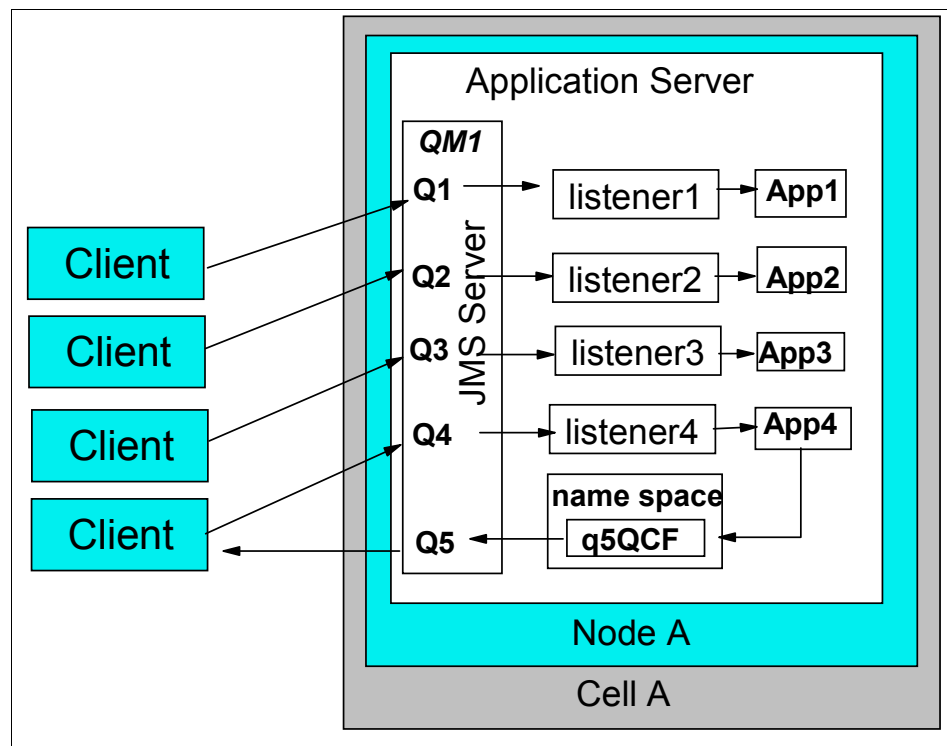 Application Server
QM1
Q1
listener1
App1
Client
Q2
listener2
App2
JMS Server
Client
Q3
listener3
App3
Client
Q4
listener4
App4
Client
name space
Q5
q5QCF
Node A
Cell A